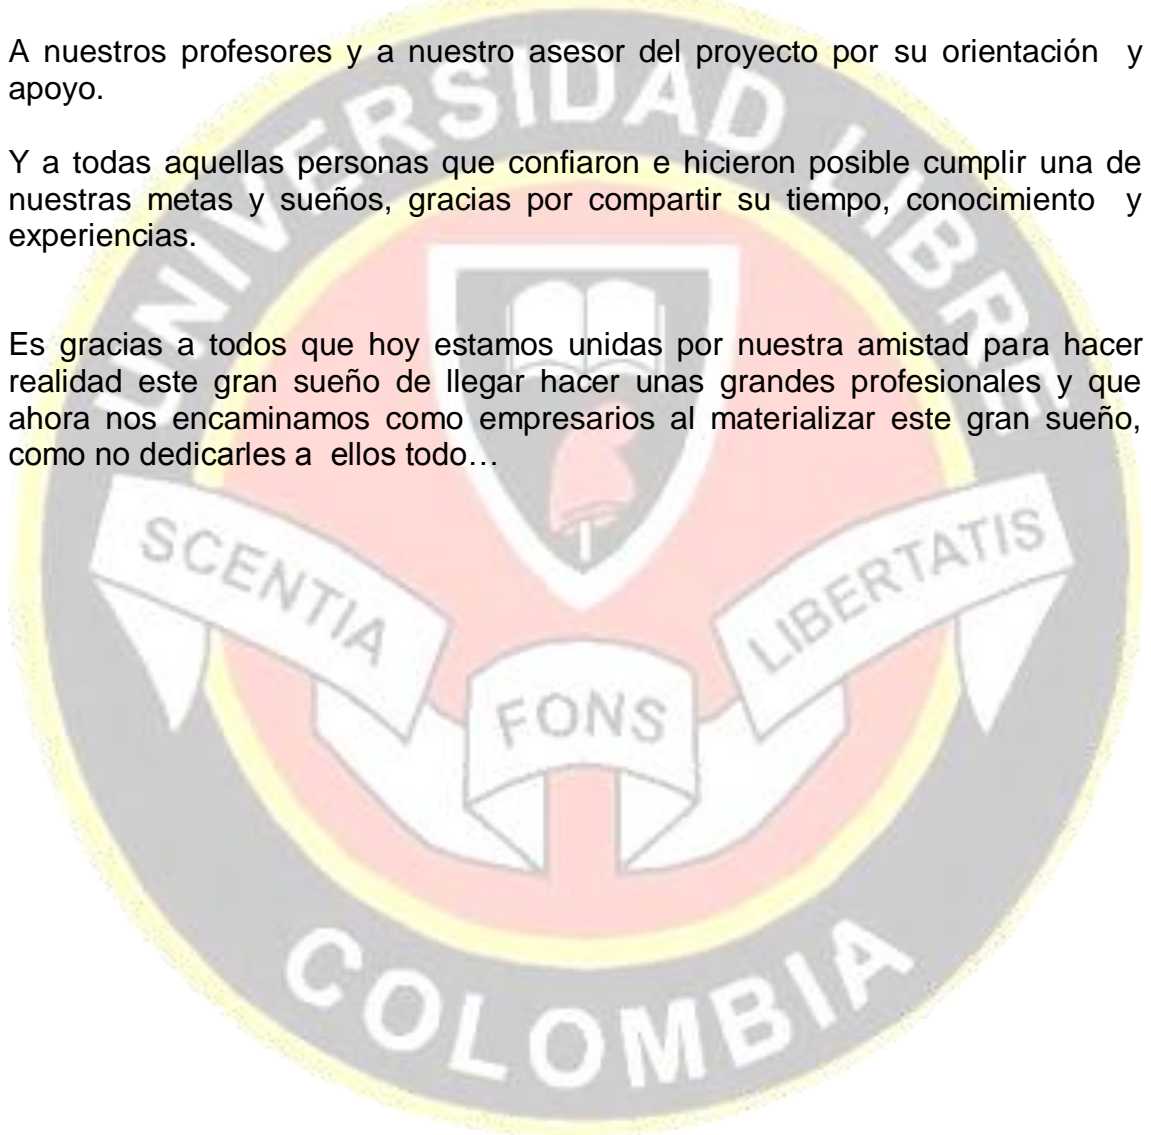 A nuestros profesores y a nuestro asesor del proyecto por su orientación y
apoyo.
Y a todas aquellas personas que confiaron e hicieron posible cumplir una de
nuestras metas y sueños, gracias por compartir su tiempo, conocimiento y
experiencias.
Es gracias a todos que hoy estamos unidas por nuestra amistad para hacer
realidad este gran sueño de llegar hacer unas grandes profesionales y que
ahora nos encaminamos como empresarios al materializar este gran sueño,
como no dedicarles a ellos todo…
UNIVERSIDAD LIBRE
SCENTIA
FONS
LIBERTATIS
COLOMBIA